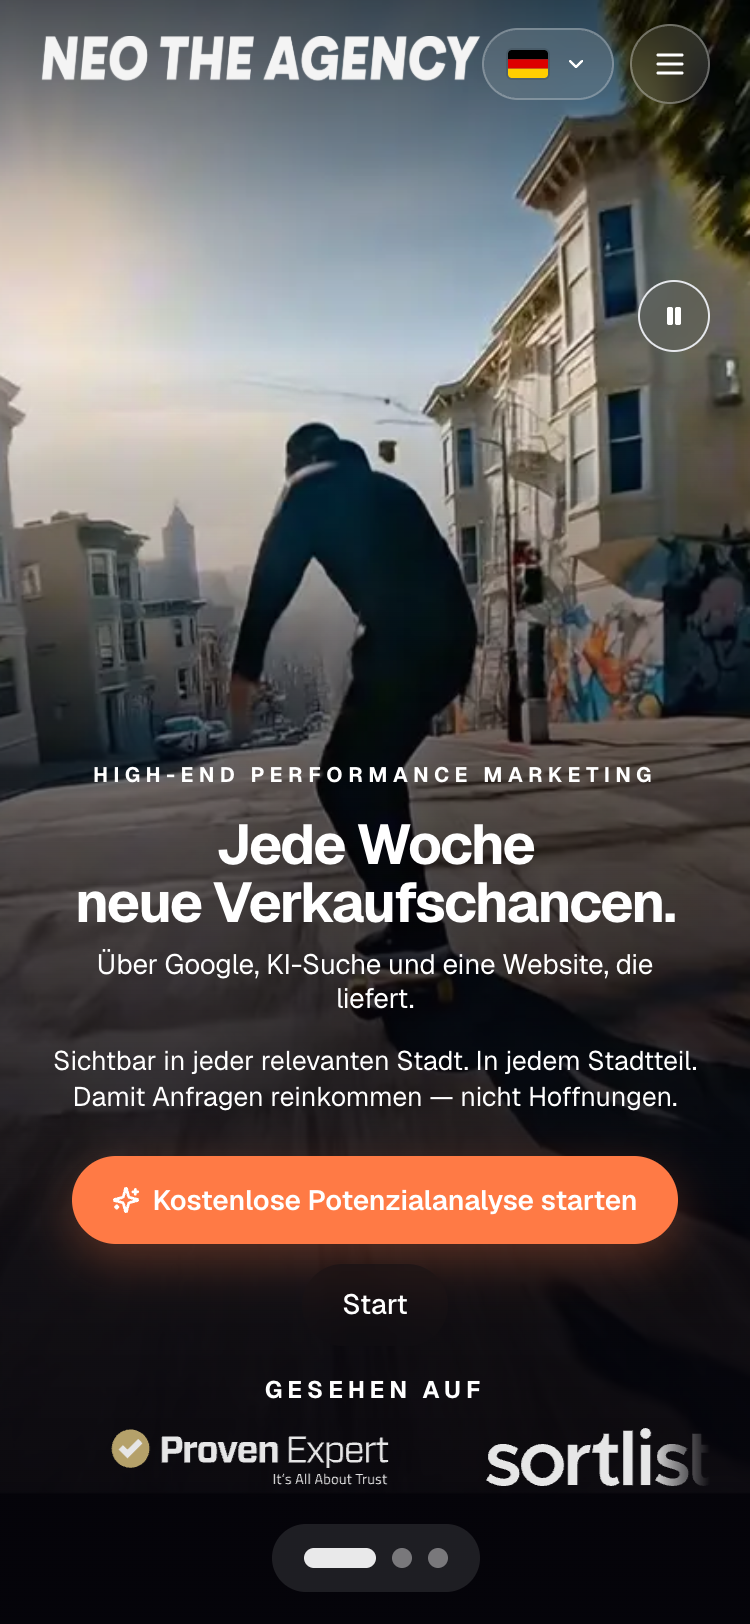 NEO THE AGENCY
HIGH-END PERFORMANCE MARKETING
Jede Woche
neue Verkaufschancen.
Über Google, KI-Suche und eine Website, die
liefert.
Sichtbar in jeder relevanten Stadt. In jedem Stadtteil.
Damit Anfragen reinkommen — nicht Hoffnungen.
Kostenlose Potenzialanalyse starten
Start
GESEHEN AUF
Proven Expert
It's All About Trust
sortlist